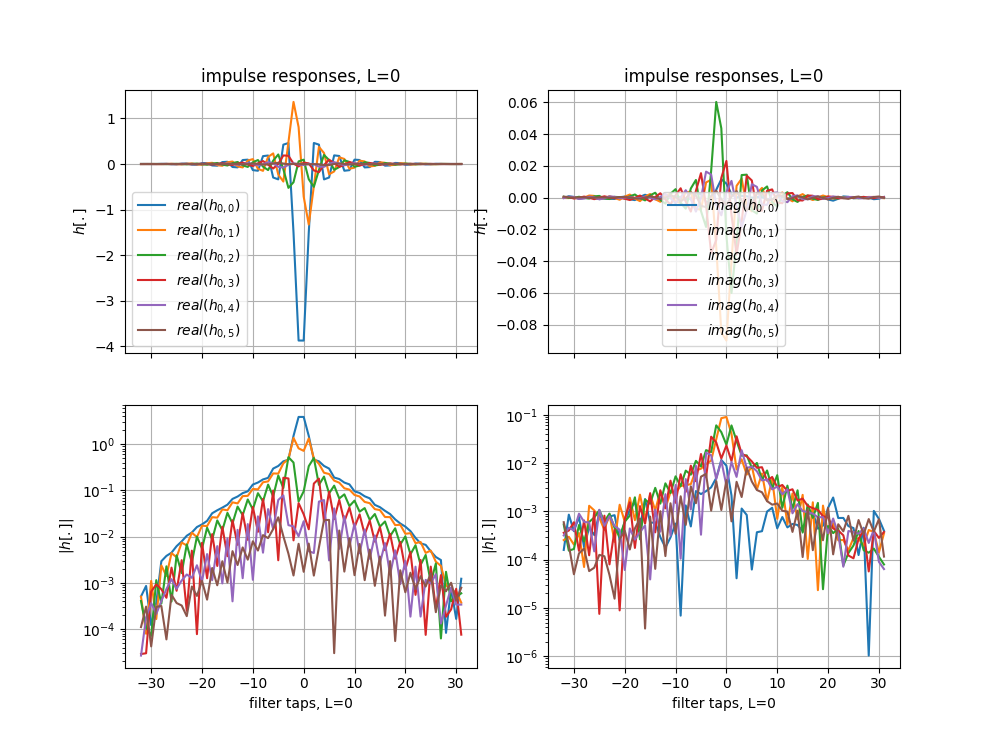 impulse responses, L=0
1
0
−1
−2
−3
−4
h[.]
real(h0,0)
real(h0,1)
real(h0,2)
real(h0,3)
real(h0,4)
real(h0,5)
impulse responses, L=0
0.06
0.04
0.02
0.00
−0.02
−0.04
−0.06
−0.08
h[.]
imag(h0,0)
imag(h0,1)
imag(h0,2)
imag(h0,3)
imag(h0,4)
imag(h0,5)
10⁰
10⁻¹
10⁻²
10⁻³
10⁻⁴
|h[.]|
−30 −20 −10 0 10 20 30
filter taps, L=0
10⁻¹
10⁻²
10⁻³
10⁻⁴
10⁻⁵
10⁻⁶
|h[.]|
−30 −20 −10 0 10 20 30
filter taps, L=0